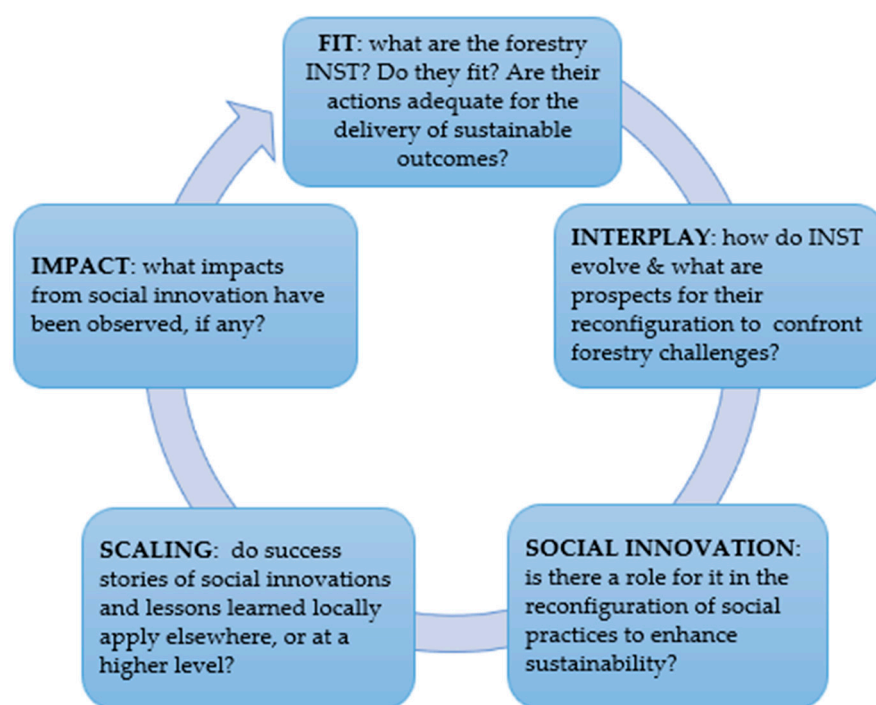 FIT: what are the forestry
INST? Do they fit? Are their
actions adequate for the
delivery of sustainable
outcomes?
INTERPLAY: how do INST
evolve & what are
prospects for their
reconfiguration to confront
forestry challenges?
SOCIAL INNOVATION:
is there a role for it in the
reconfiguration of social
practices to enhance
sustainability?
SCALING: do success
stories of social innovations
and lessons learned locally
apply elsewhere, or at a
higher level?
IMPACT: what impacts
from social innovation have
been observed, if any?